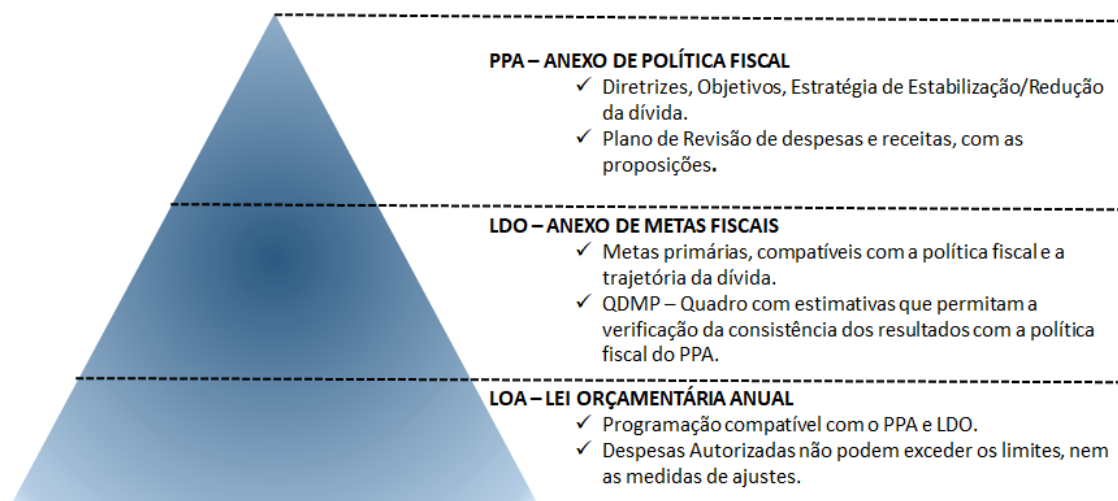 PPA – ANEXO DE POLÍTICA FISCAL
✓ Diretrizes, Objetivos, Estratégia de Estabilização/Redução
da dívida.
✓ Plano de Revisão de despesas e receitas, com as
proposições.
LDO – ANEXO DE METAS FISCAIS
✓ Metas primárias, compatíveis com a política fiscal e a
trajetória da dívida.
✓ QDMP – Quadro com estimativas que permitam a
verificação da consistência dos resultados com a política
fiscal do PPA.
LOA – LEI ORÇAMENTÁRIA ANUAL
✓ Programação compatível com o PPA e LDO.
✓ Despesas Autorizadas não podem exceder os limites, nem
as medidas de ajustes.